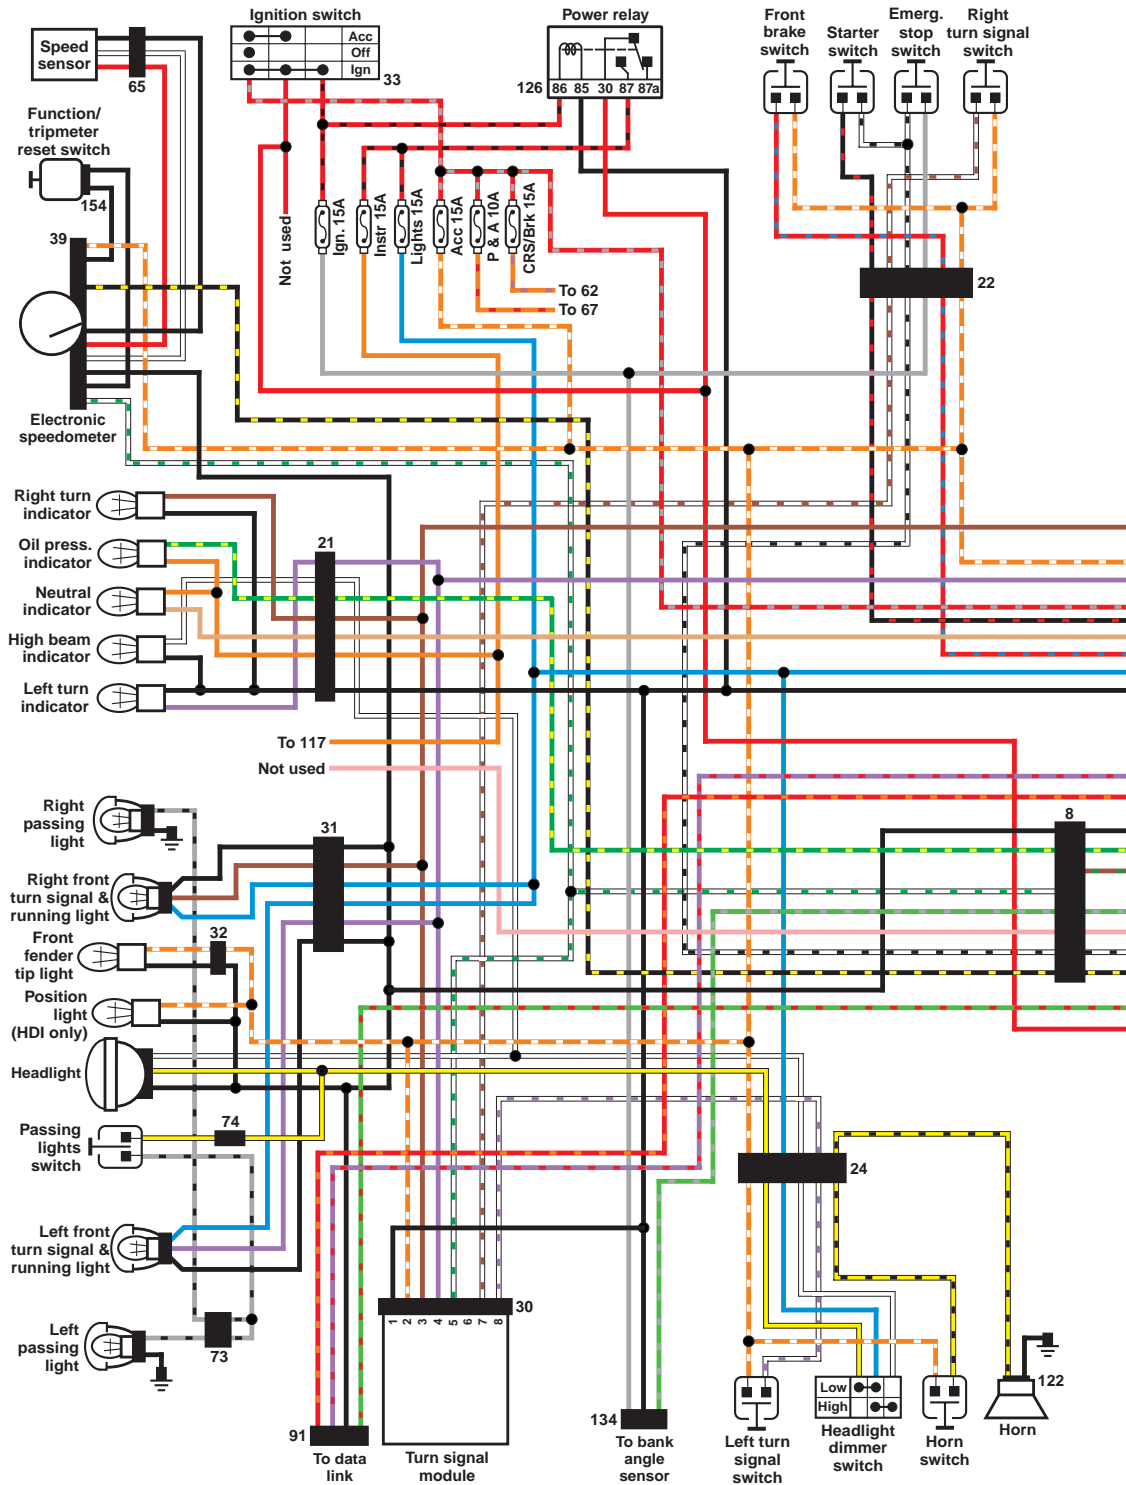 Ignition switch
Acc
Off
Ign
33
Power relay
126
86
85
30
87
87a
Front
brake
switch
Starter
switch
Emerg.
stop
switch
Right
turn signal
switch
Speed
sensor
65
Function/
tripmeter
reset switch
154
39
Electronic
speedometer
Not used
Ign. 15A
Instr 15A
Lights 15A
Acc 15A
P & A 10A
CRS/Brk 15A
To 62
To 67
22
Right turn
indicator
Oil press.
indicator
Neutral
indicator
High beam
indicator
Left turn
indicator
21
To 117
Not used
Right
passing
light
31
8
Right front
turn signal &
running light
Front
fender
tip light
32
Position
light
(HDI only)
Headlight
Passing
lights
switch
74
24
Left front
turn signal &
running light
Left
passing
light
73
1
2
3
4
5
6
7
8
30
Turn signal
module
91
To data
link
134
To bank
angle
sensor
Left turn
signal
switch
Low
High
Headlight
dimmer
switch
Horn
switch
122
Horn